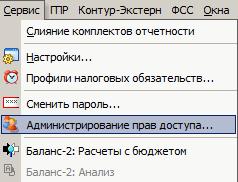 Сервис ГПР Контур-Экстерн ФСС Окна
Слияние комплектов отчетности
Настройки...
Профили налоговых обязательств...
Сменить пароль...
Администрирование прав доступа...
Баланс-2: Расчеты с бюджетом
Баланс-2: Анализ